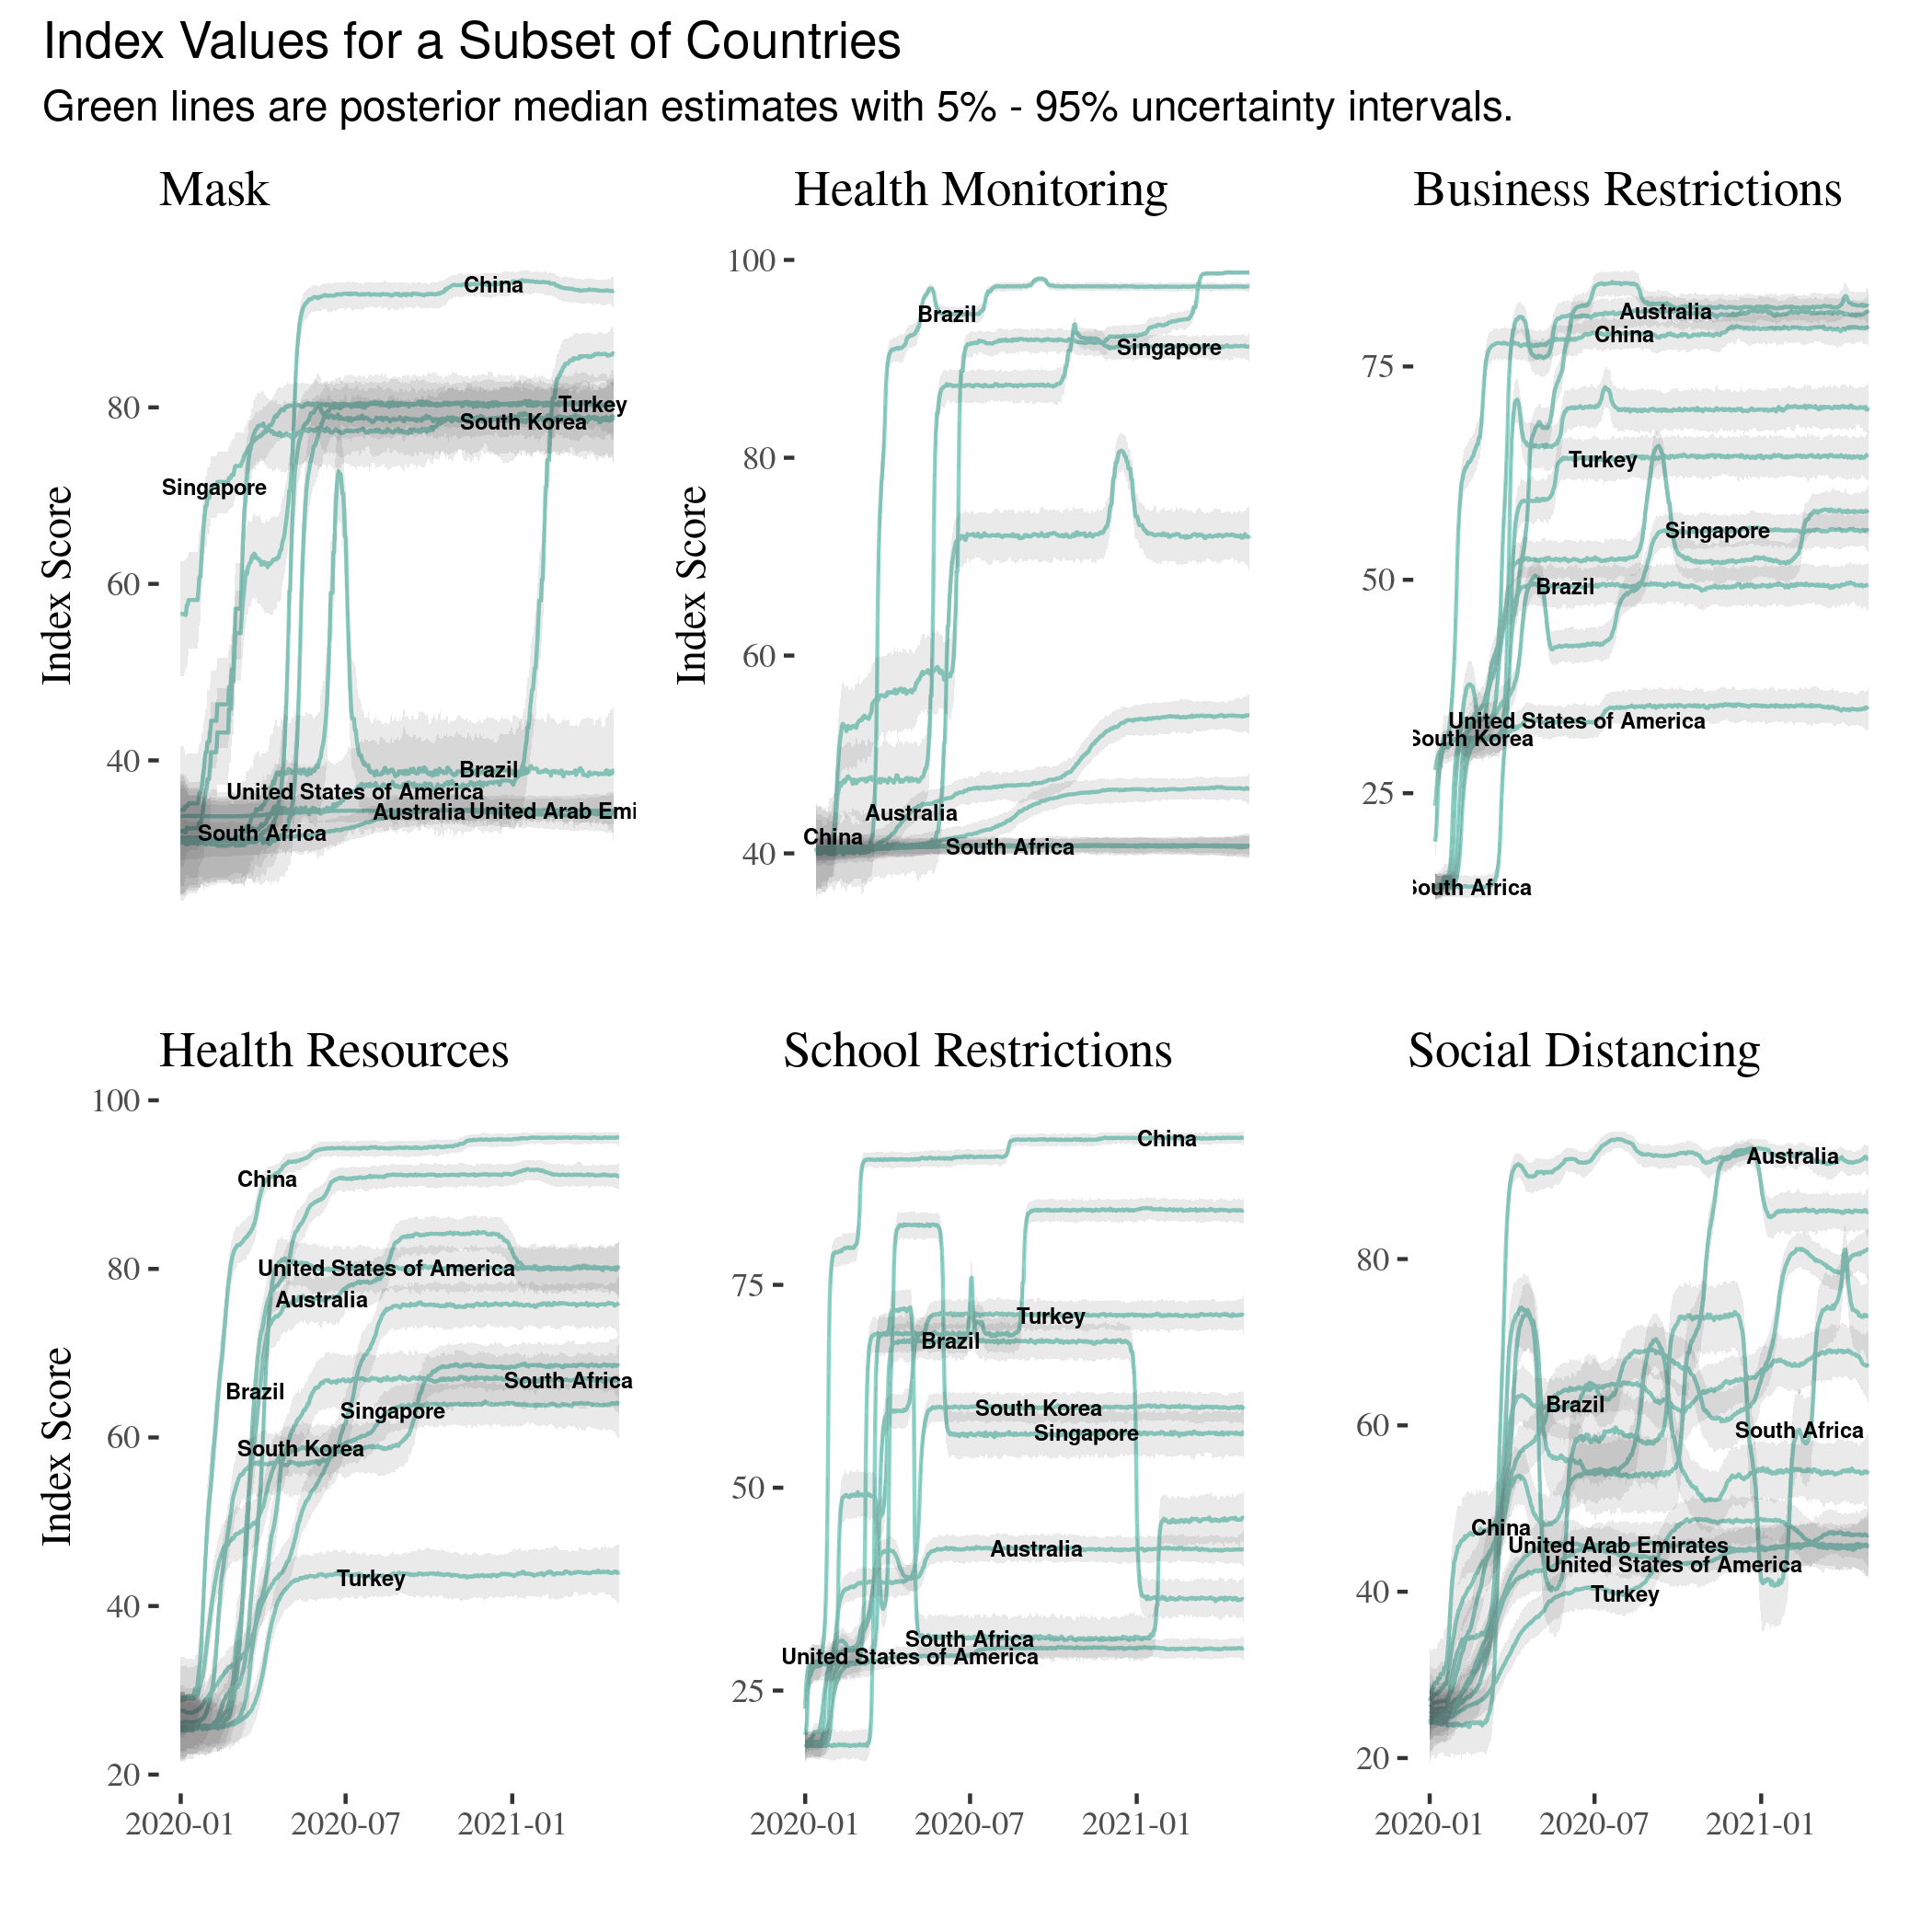 Index Values for a Subset of Countries
Green lines are posterior median estimates with 5% - 95% uncertainty intervals.
Mask
Index Score
80
60
40
China
Turkey
South Korea
Singapore
Brazil
United States of America
Australia
United Arab Emi
South Africa
Health Monitoring
Index Score
100
80
60
40
Brazil
Singapore
Australia
China
South Africa
Business Restrictions
75
50
25
Australia
China
Turkey
Singapore
Brazil
United States of America
South Korea
South Africa
Health Resources
Index Score
100
80
60
40
20
China
United States of America
Australia
Brazil
South Africa
Singapore
South Korea
Turkey
2020-01 2020-07 2021-01
School Restrictions
75
50
25
China
Turkey
Brazil
South Korea
Singapore
Australia
South Africa
United States of America
2020-01 2020-07 2021-01
Social Distancing
80
60
40
20
Australia
Brazil
South Africa
China
United Arab Emirates
United States of America
Turkey
2020-01 2020-07 2021-01